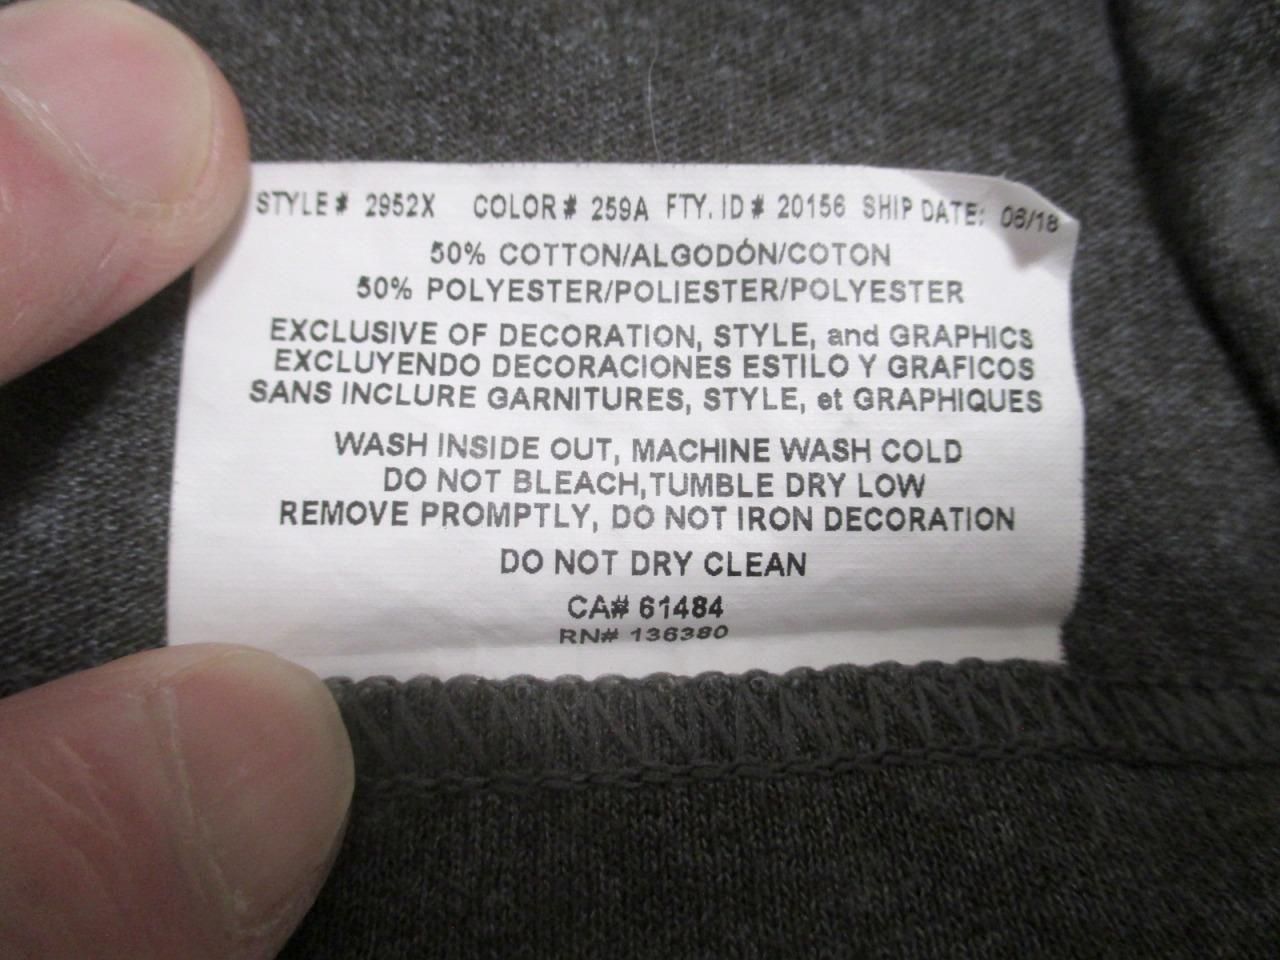 STYLE# 2952X COLOR# 259A FTY. ID# 20156 SHIP DATE: 06/18
50% COTTON/ALGODÓN/COTON
50% POLYESTER/POLIESTER/POLYESTER
EXCLUSIVE OF DECORATION, STYLE, and GRAPHICS
EXCLUYENDO DECORACIONES ESTILO Y GRAFICOS
SANS INCLURE GARNITURES, STYLE, et GRAPHIQUES
WASH INSIDE OUT, MACHINE WASH COLD
DO NOT BLEACH,TUMBLE DRY LOW
REMOVE PROMPTLY, DO NOT IRON DECORATION
DO NOT DRY CLEAN
CA# 61484
RN# 136380